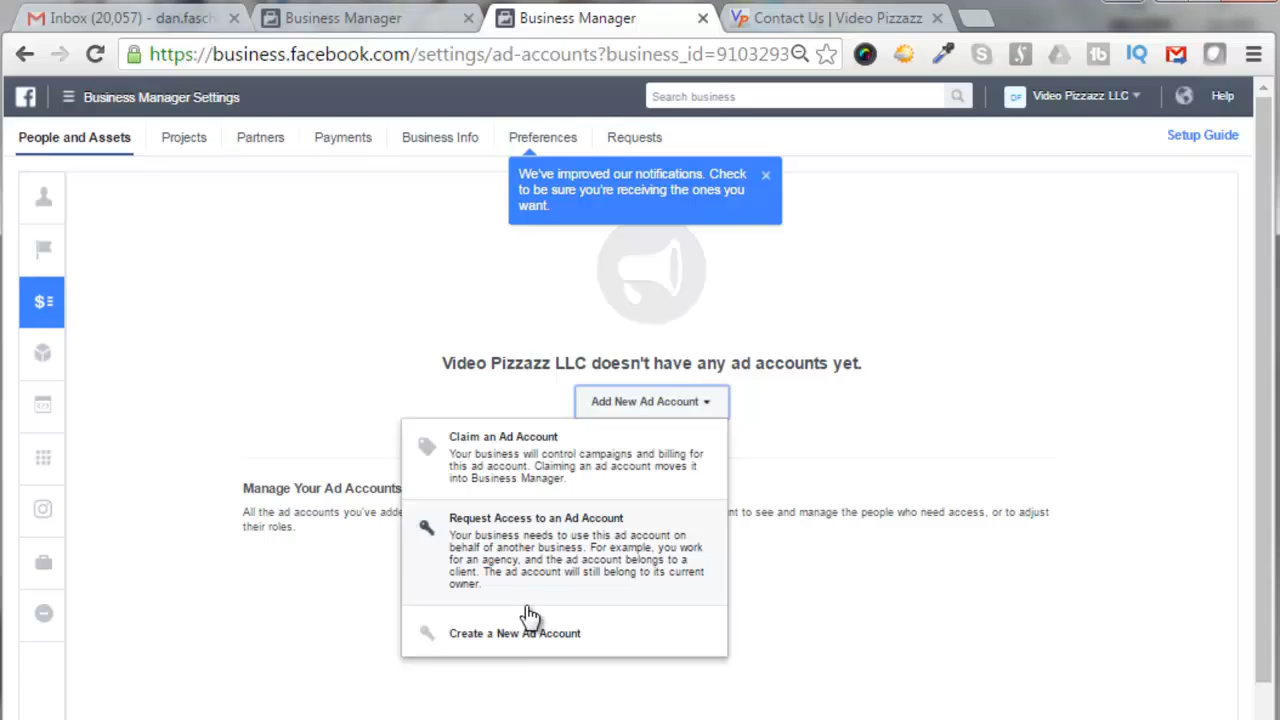 Inbox (20,057) - dan.fasch
Business Manager
Business Manager
Contact Us | Video Pizzazz
https://business.facebook.com/settings/ad-accounts?business_id=9103293
Business Manager Settings
Search business
Video Pizzazz LLC
Help
People and Assets
Projects
Partners
Payments
Business Info
Preferences
Requests
Setup Guide
We've improved our notifications. Check
to be sure you're receiving the ones you
want.
Video Pizzazz LLC doesn't have any ad accounts yet.
Add New Ad Account
Claim an Ad Account
Your business will control campaigns and billing for
this ad account. Claiming an ad account moves it
into Business Manager.
Manage Your Ad Accounts
All the ad accounts you've adde
nt to see and manage the people who need access, or to adjust
their roles.
Request Access to an Ad Account
Your business needs to use this ad account on
behalf of another business. For example, you work
for an agency, and the ad account belongs to a
client. The ad account will still belong to its current
owner.
Create a New Ad Account